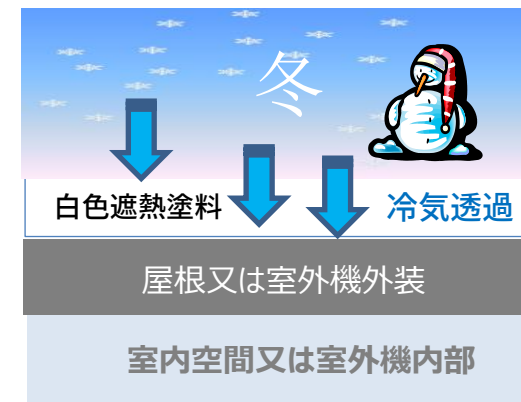 冬
白色遮熱塗料
冷気透過
屋根又は室外機外装
室内空間又は室外機内部